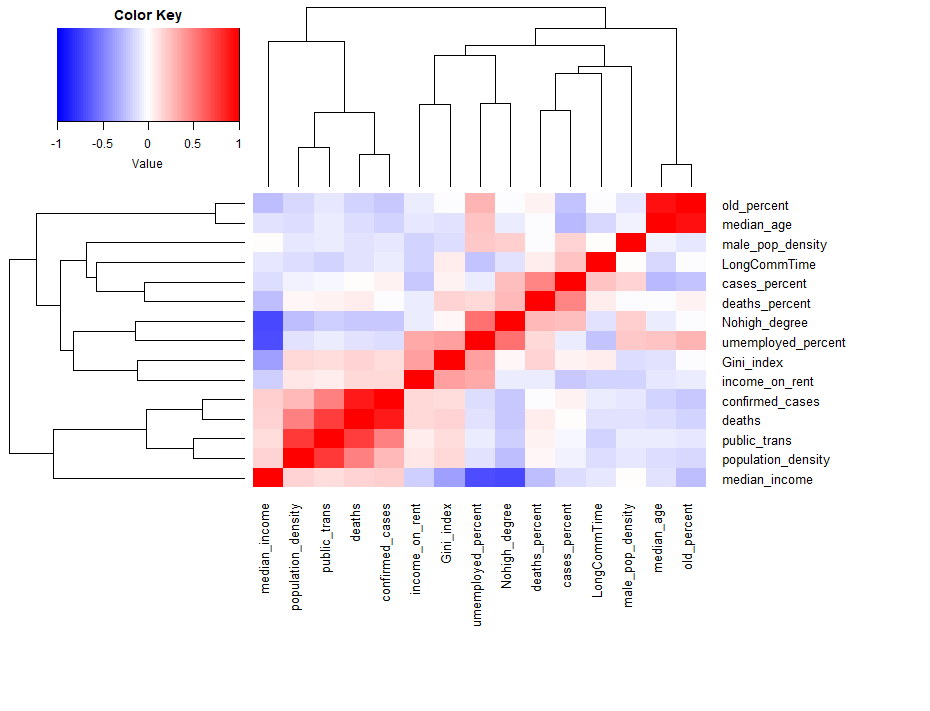 Color Key
-1 -0.5 0 0.5 1
Value
old_percent
median_age
male_pop_density
LongCommTime
cases_percent
deaths_percent
Nohigh_degree
umemployed_percent
Gini_index
income_on_rent
confirmed_cases
deaths
public_trans
population_density
median_income
median_income
population_density
public_trans
deaths
confirmed_cases
income_on_rent
Gini_index
umemployed_percent
Nohigh_degree
deaths_percent
cases_percent
LongCommTime
male_pop_density
median_age
old_percent